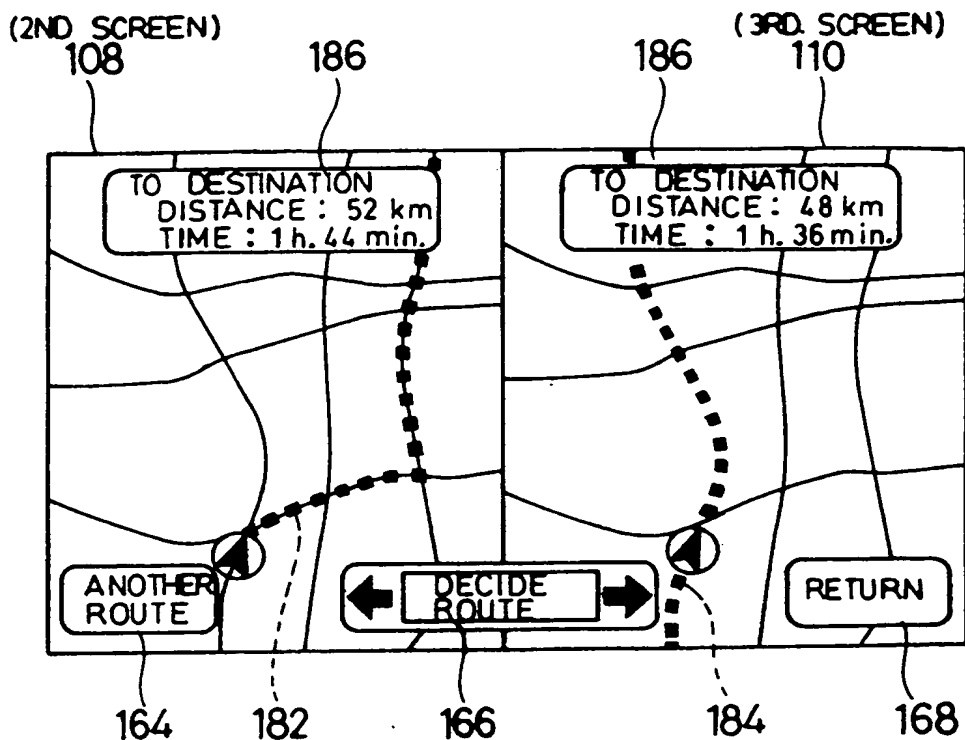 (2ND SCREEN)
(3RD. SCREEN)
108
186
186
110
TO DESTINATION
DISTANCE : 52 km
TIME : 1 h. 44 min.
TO DESTINATION
DISTANCE : 48 km
TIME : 1 h. 36 min.
ANOTHER
ROUTE
DECIDE
ROUTE
RETURN
164
182
166
184
168